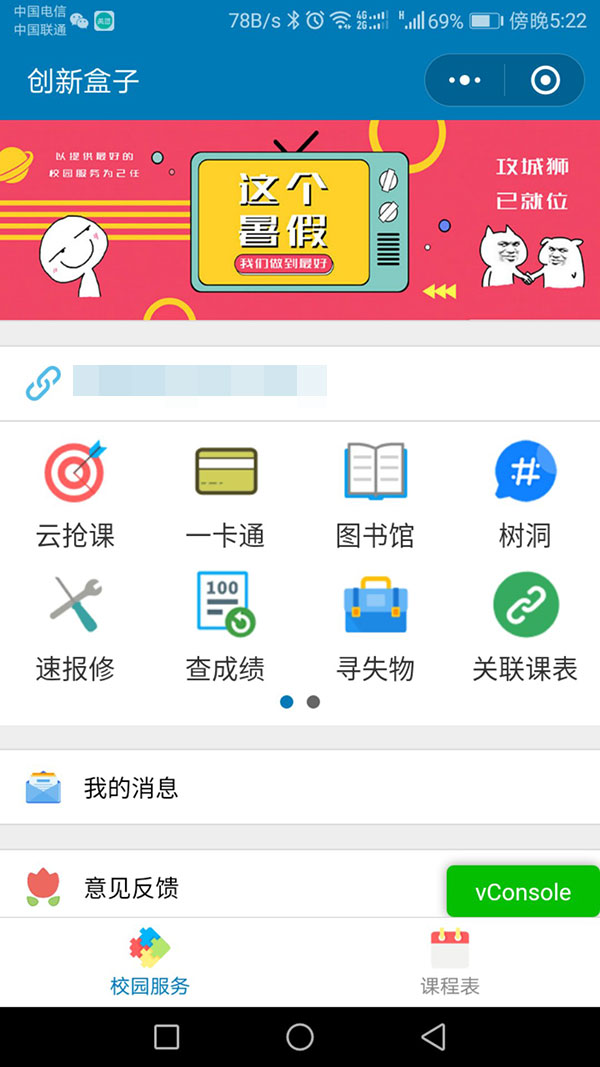 中国电信
中国联通
78B/s
4G
2G
H
69%
傍晚5:22
创新盒子
以提供最好的
校园服务为己任
这个
暑假
我们做到最好
攻城狮
已就位
云抢课
一卡通
图书馆
#
树洞
100
速报修
查成绩
寻失物
关联课表
我的消息
意见反馈
vConsole
校园服务
课程表